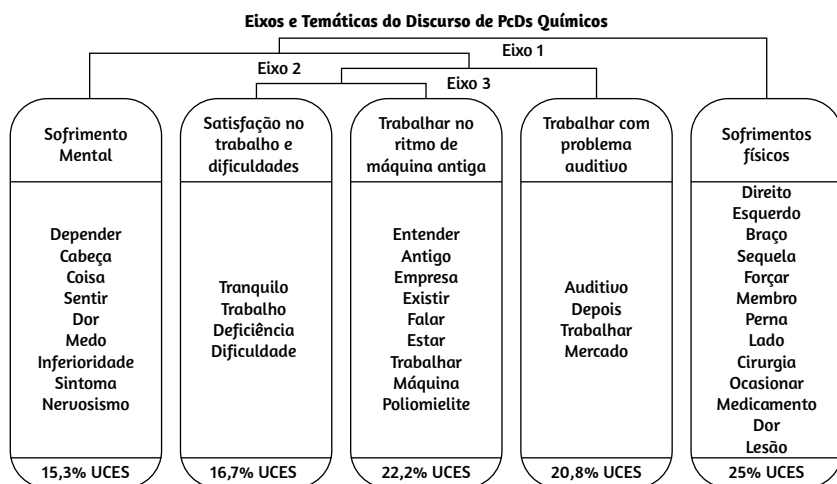 Eixos e Temáticas do Discurso de PcDs Químicos
Eixo 1
Eixo 2
Eixo 3
Sofrimento
Mental
Depender
Cabeça
Coisa
Sentir
Dor
Medo
Inferioridade
Sintoma
Nervosismo
15,3% UCES
Satisfação no
trabalho e
dificuldades
Tranquilo
Trabalho
Deficiência
Dificuldade
16,7% UCES
Trabalhar no
ritmo de
máquina antiga
Entender
Antigo
Empresa
Existir
Falar
Estar
Trabalhar
Máquina
Poliomielite
22,2% UCES
Trabalhar com
problema
auditivo
Auditivo
Depois
Trabalhar
Mercado
20,8% UCES
Sofrimentos
físicos
Direito
Esquerdo
Braço
Sequela
Forçar
Membro
Perna
Lado
Cirurgia
Ocasionar
Medicamento
Dor
Lesão
25% UCES